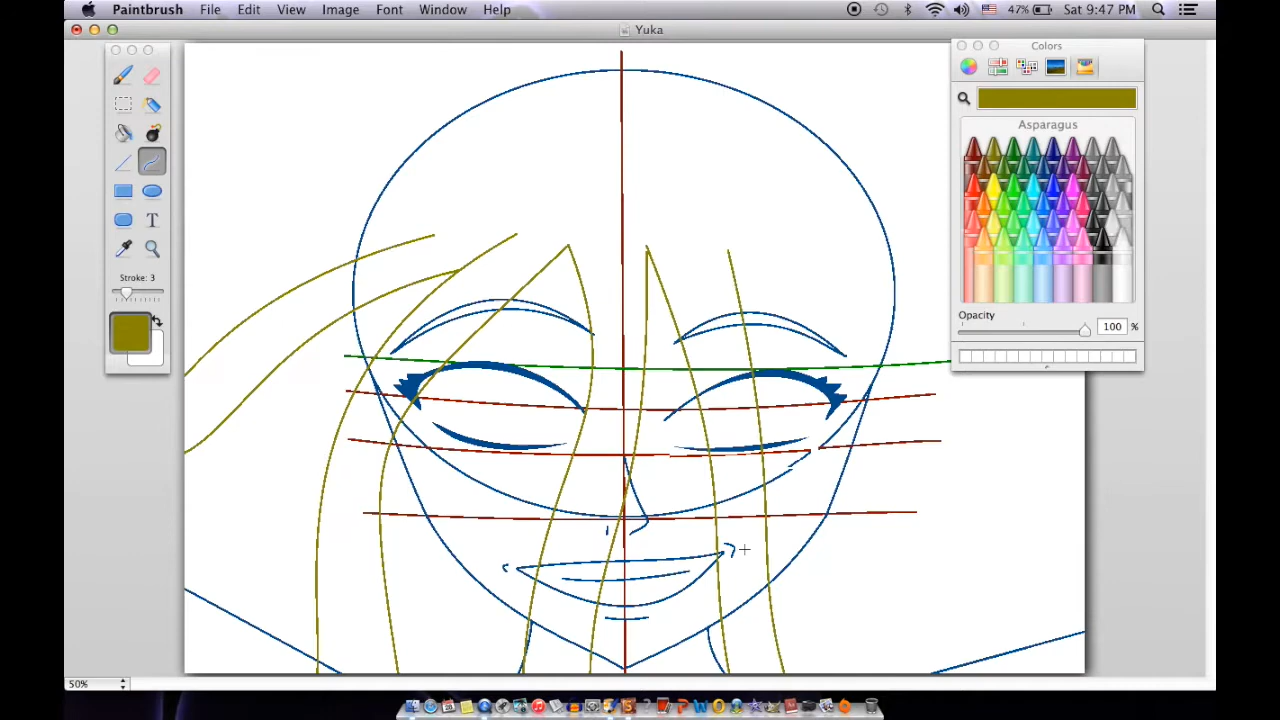 Paintbrush File Edit View Image Font Window Help 47% Sat 9:47 PM
Yuka
Colors
Asparagus
Stroke: 3
Opacity
100 %
50%